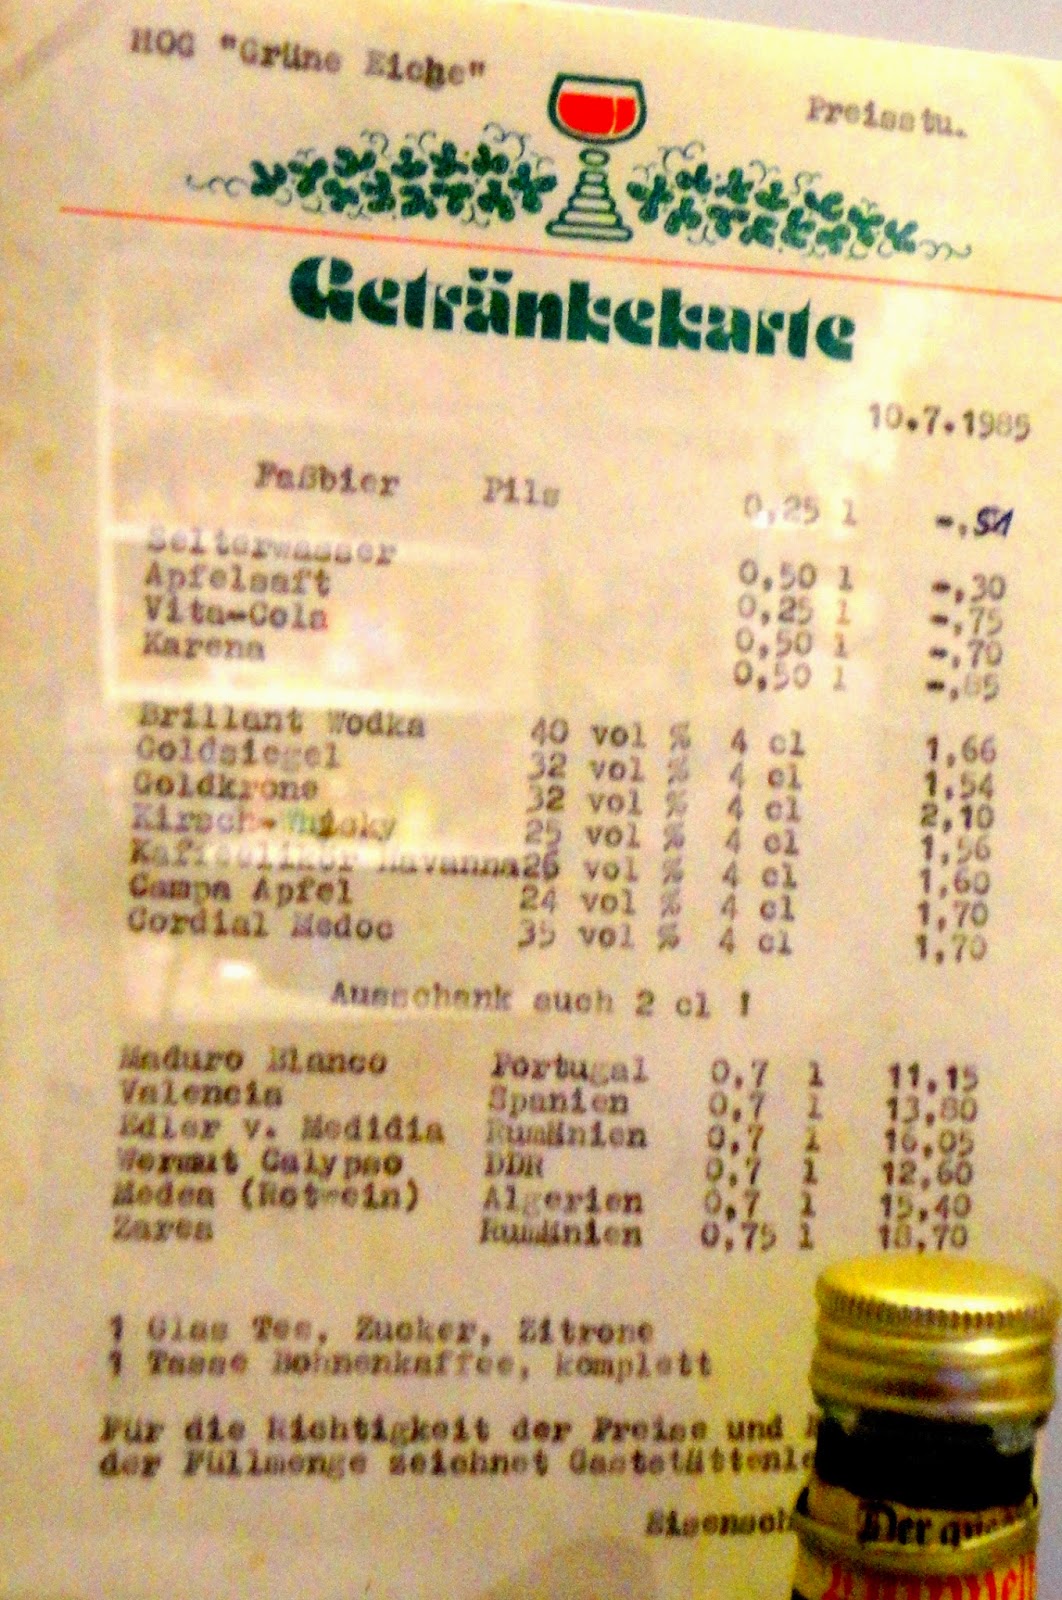 HOG "Grüne Eiche"
Preisstu.
Getränkekarte
10.7.1985
Faßbier Pils 0,25 l -,51
Selterwasser 0,50 l -,30
Apfelsaft 0,25 l -,75
Vita-Cola 0,50 l -,70
Karena 0,50 l
Brillant Wodka 40 vol % 4 cl 1,66
Goldsiegel 32 vol % 4 cl 1,54
Goldkrone 32 vol % 4 cl 2,10
Kirsch-Whisky 25 vol % 4 cl 1,56
Kaffeelikör Havanna 26 vol % 4 cl 1,60
Campa Apfel 24 vol % 4 cl 1,70
Cordial Medoc 35 vol % 4 cl 1,70
Ausschank auch 2 cl !
Maduro Blanco Portugal 0,7 l 11,15
Valencia Spanien 0,7 l 13,80
Edler v. Medidia Rumänien 0,7 l 16,05
Wermut Calypso DDR 0,7 l 12,60
Medea (Rotwein) Algerien 0,7 l 15,40
Zarea Rumänien 0,75 l 18,70
1 Glas Tee, Zucker, Zitrone
1 Tasse Bohnenkaffee, komplett
Für die Richtigkeit der Preise und
der Füllmenge zeichnet Gaststättenle
Eisensch
Der